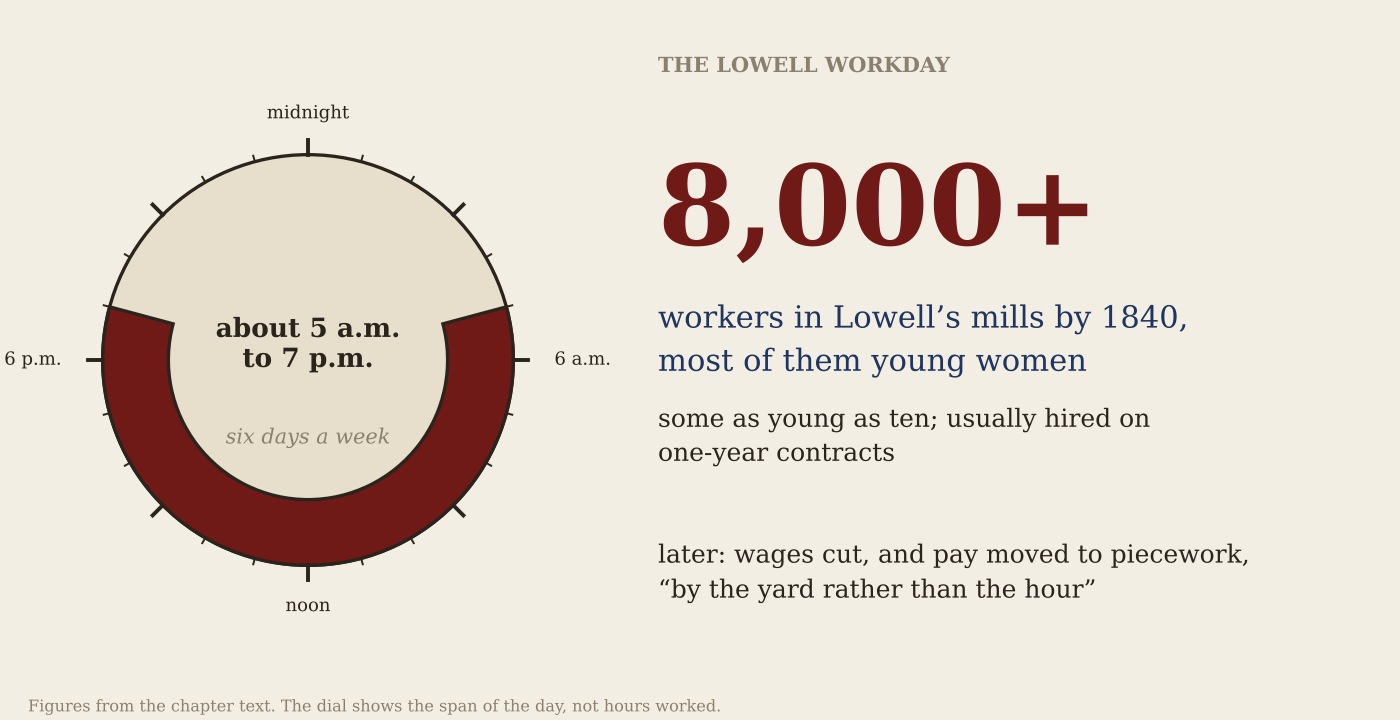 THE LOWELL WORKDAY
midnight
8,000+
workers in Lowell’s mills by 1840,
most of them young women
about 5 a.m.
to 7 p.m.
6 p.m.
6 a.m.
six days a week
some as young as ten; usually hired on
one-year contracts
later: wages cut, and pay moved to piecework,
“by the yard rather than the hour”
noon
Figures from the chapter text. The dial shows the span of the day, not hours worked.